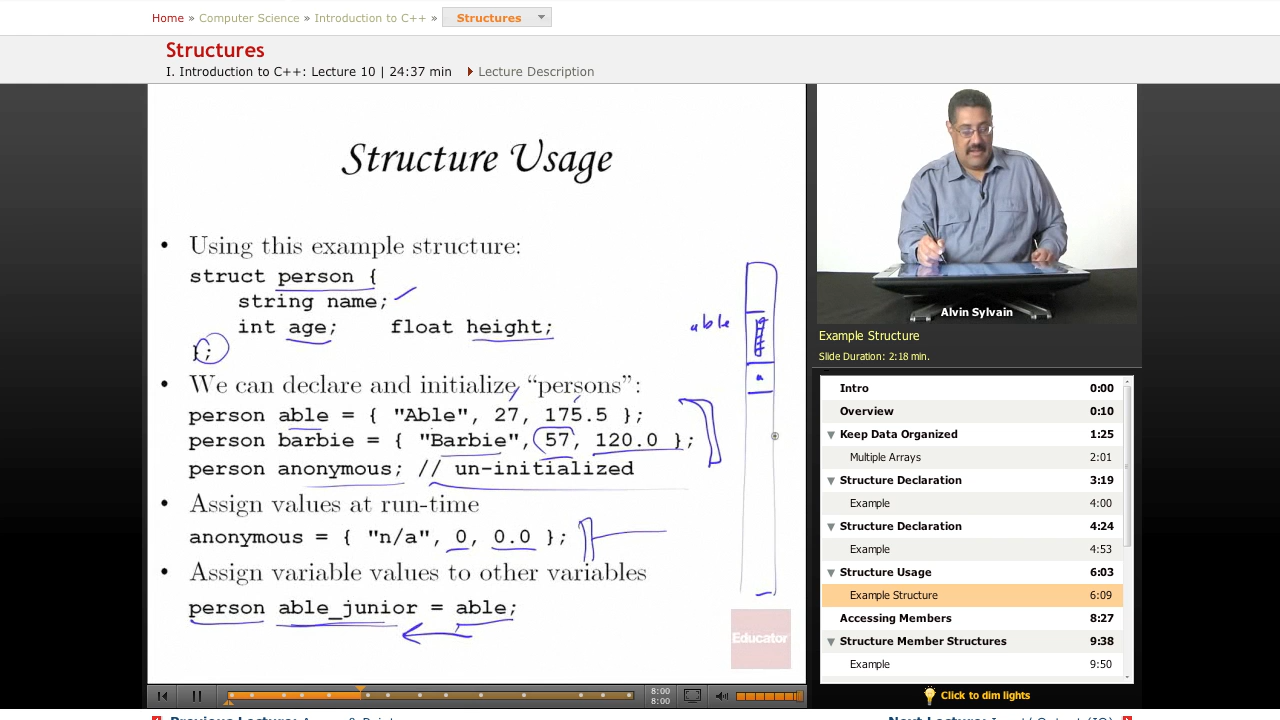 Home » Computer Science » Introduction to C++ » Structures
Structures
I. Introduction to C++: Lecture 10 | 24:37 min Lecture Description
Structure Usage
• Using this example structure:
struct person {
string name;
int age; float height;
};
• We can declare and initialize "persons":
person able = { "Able", 27, 175.5 };
person barbie = { "Barbie", 57, 120.0 };
person anonymous; // un-initialized
• Assign values at run-time
anonymous = { "n/a", 0, 0.0 };
• Assign variable values to other variables
person able_junior = able;
able
Educator
8:00
8:00
Alvin Sylvain
Example Structure
Slide Duration: 2:18 min.
Intro 0:00
Overview 0:10
Keep Data Organized 1:25
Multiple Arrays 2:01
Structure Declaration 3:19
Example 4:00
Structure Declaration 4:24
Example 4:53
Structure Usage 6:03
Example Structure 6:09
Accessing Members 8:27
Structure Member Structures 9:38
Example 9:50
Click to dim lights
Previous Lecture:
Next Lecture: